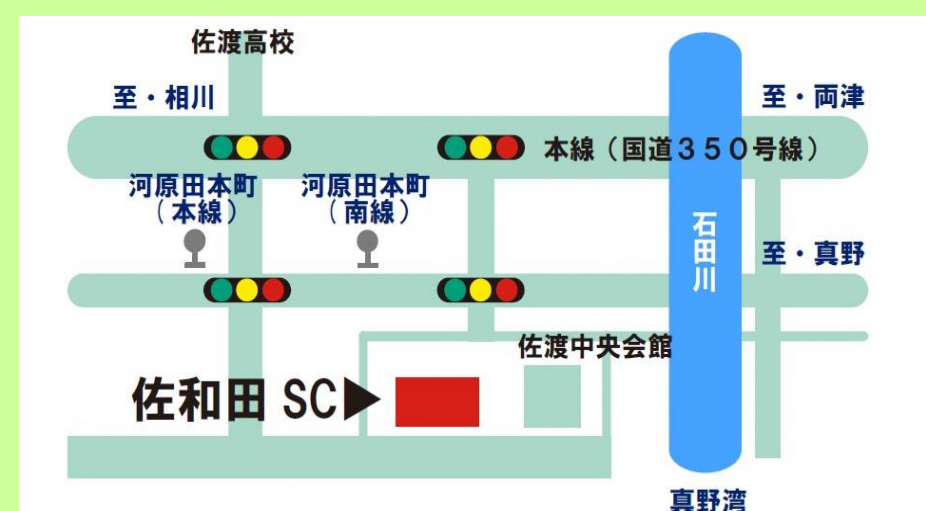 佐渡高校
至・相川
至・両津
本線（国道３５０号線）
河原田本町
（本線）
河原田本町
（南線）
石田川
至・真野
佐渡中央会館
佐和田 SC▶
真野湾